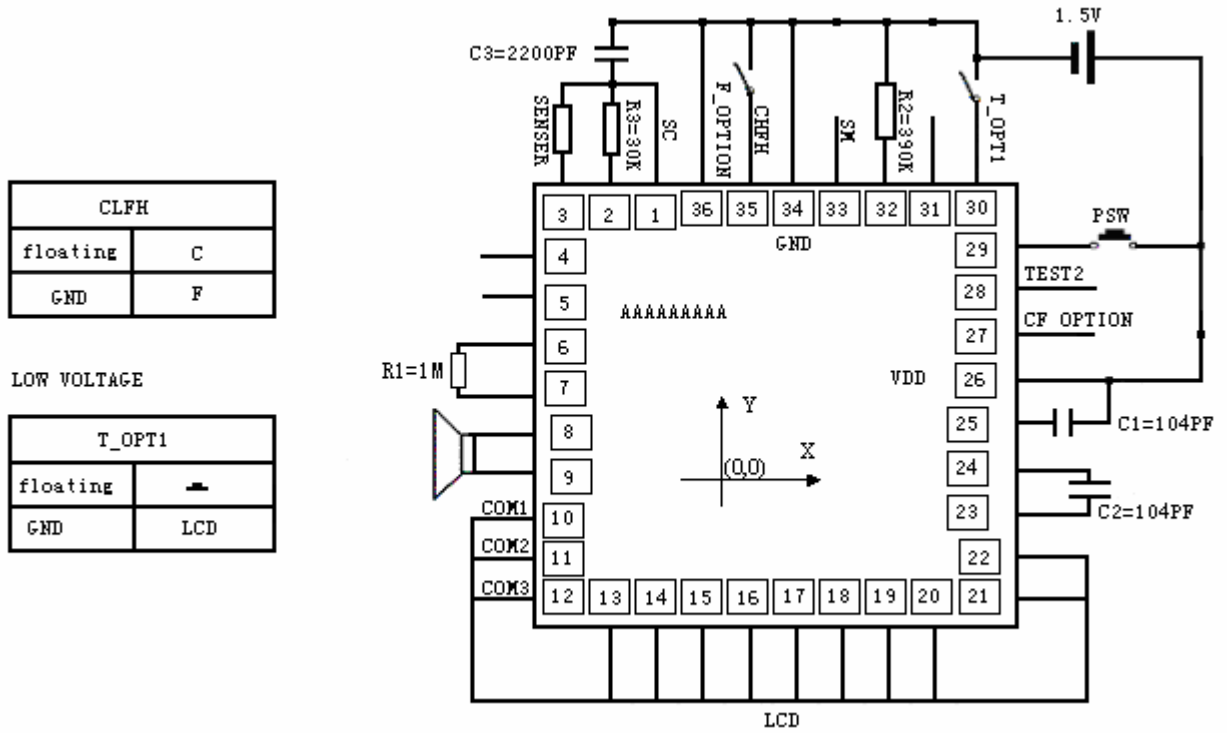 1.5V
C3=2200PF
SENSER
R3=30K
SC
F_OPTION
CHFH
SM
R2=390K
T_OPT1
3 2 1 36 35 34 33 32 31 30
GND
PSW
29
4
TEST2
28
5
AAAAAAAAA
CF OPTION
27
6
R1=1M
VDD
26
7
Y
25
C1=104PF
8
X
(0,0)
24
9
C2=104PF
23
COM1
10
COM2
11
22
COM3
12 13 14 15 16 17 18 19 20 21
LCD
CLFH
floating C
GND F
LOW VOLTAGE
T_OPT1
floating
GND LCD